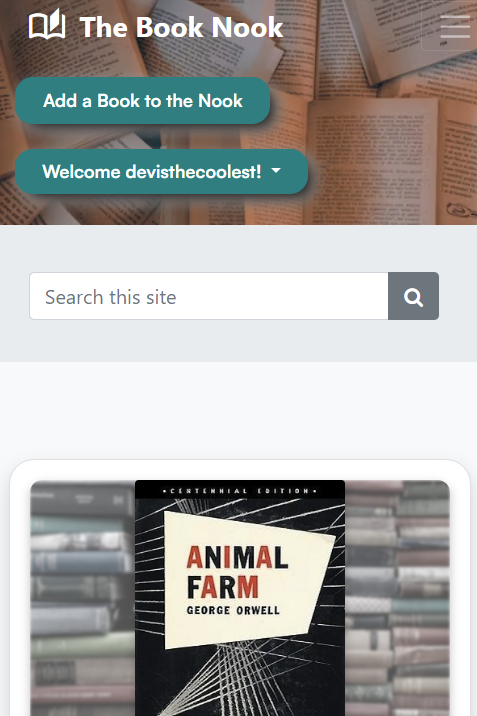 The Book Nook
Add a Book to the Nook
Welcome devisthecoolest!
Search this site
• CENTENNIAL EDITION •
ANIMAL
FARM
GEORGE ORWELL